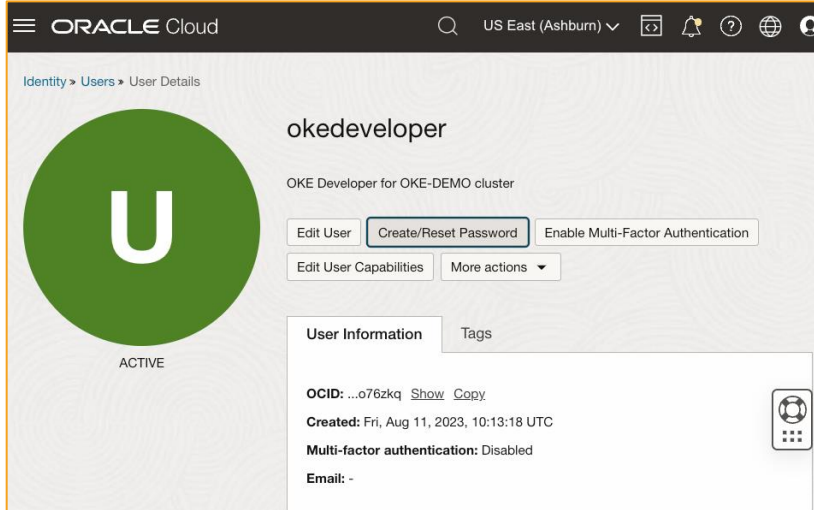 ORACLE Cloud
US East (Ashburn)
Identity » Users » User Details
U
ACTIVE
okedeveloper
OKE Developer for OKE-DEMO cluster
Edit User Create/Reset Password Enable Multi-Factor Authentication
Edit User Capabilities More actions
User Information Tags
OCID: ...o76zkq Show Copy
Created: Fri, Aug 11, 2023, 10:13:18 UTC
Multi-factor authentication: Disabled
Email: -